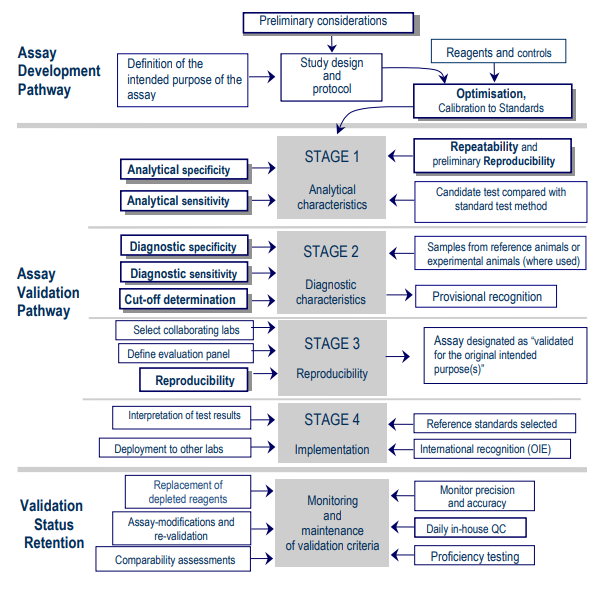 Preliminary considerations
Assay
Development
Pathway
Definition of the
intended purpose of the
assay
Study design
and
protocol
Reagents and controls
Optimisation,
Calibration to Standards
STAGE 1
Analytical
characteristics
Analytical specificity
Analytical sensitivity
Repeatability and
preliminary Reproducibility
Candidate test compared with
standard test method
Assay
Validation
Pathway
Diagnostic specificity
Diagnostic sensitivity
Cut-off determination
STAGE 2
Diagnostic
characteristics
Samples from reference animals or
experimental animals (where used)
Provisional recognition
Select collaborating labs
Define evaluation panel
Reproducibility
STAGE 3
Reproducibility
Assay designated as “validated
for the original intended
purpose(s)”
Interpretation of test results
Deployment to other labs
STAGE 4
Implementation
Reference standards selected
International recognition (OIE)
Validation
Status
Retention
Replacement of
depleted reagents
Assay-modifications and
re-validation
Comparability assessments
Monitoring
and
maintenance
of validation criteria
Monitor precision
and accuracy
Daily in-house QC
Proficiency testing